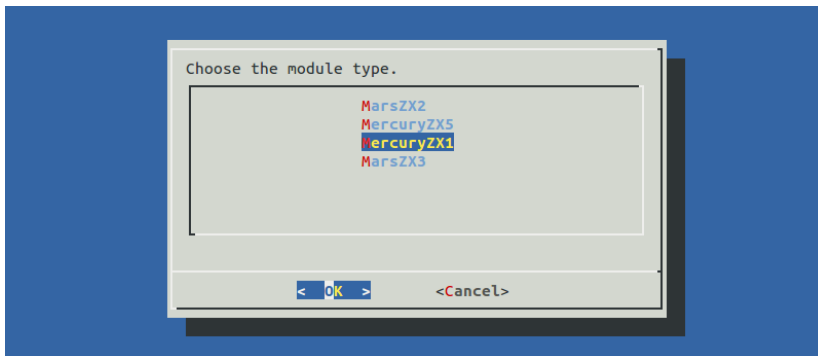 Choose the module type.
MarsZX2
MercuryZX5
MercuryZX1
MarsZX3
< OK > <Cancel>